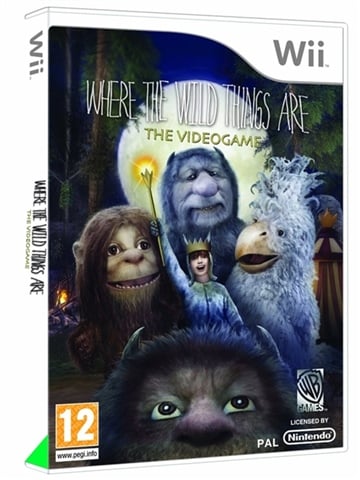 Wii
WHERE THE WILD THINGS ARE
THE VIDEOGAME
Wii
WHERE THE WILD THINGS ARE
THE VIDEOGAME
12
www.pegi.info
WB
GAMES
LICENSED BY
PAL
Nintendo